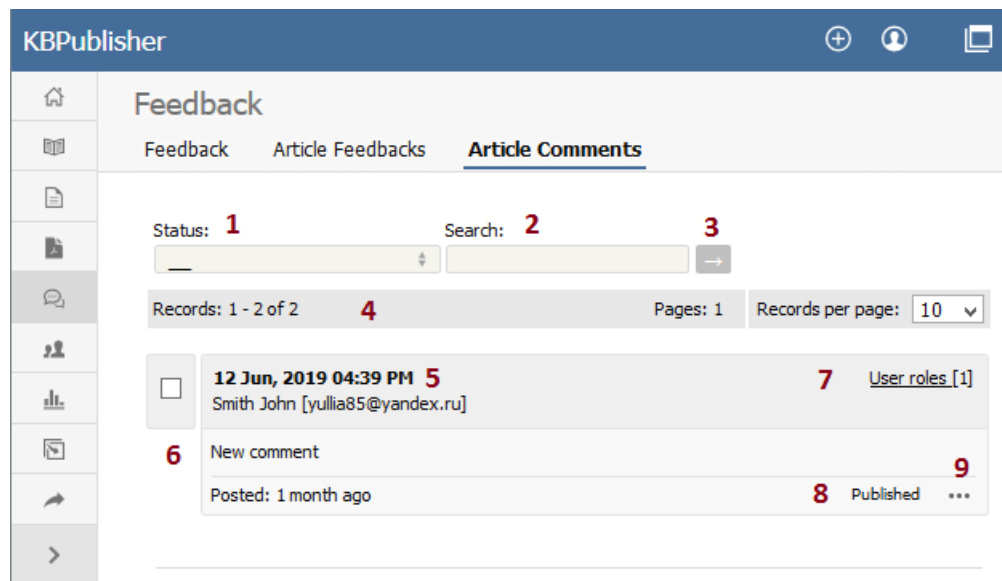 KBPublisher
Feedback
Feedback Article Feedbacks Article Comments
Status: 1 Search: 2 3
Records: 1 - 2 of 2 4 Pages: 1 Records per page: 10
12 Jun, 2019 04:39 PM 5 7 User roles [1]
Smith John [yullia85@yandex.ru]
6 New comment 9
Posted: 1 month ago 8 Published